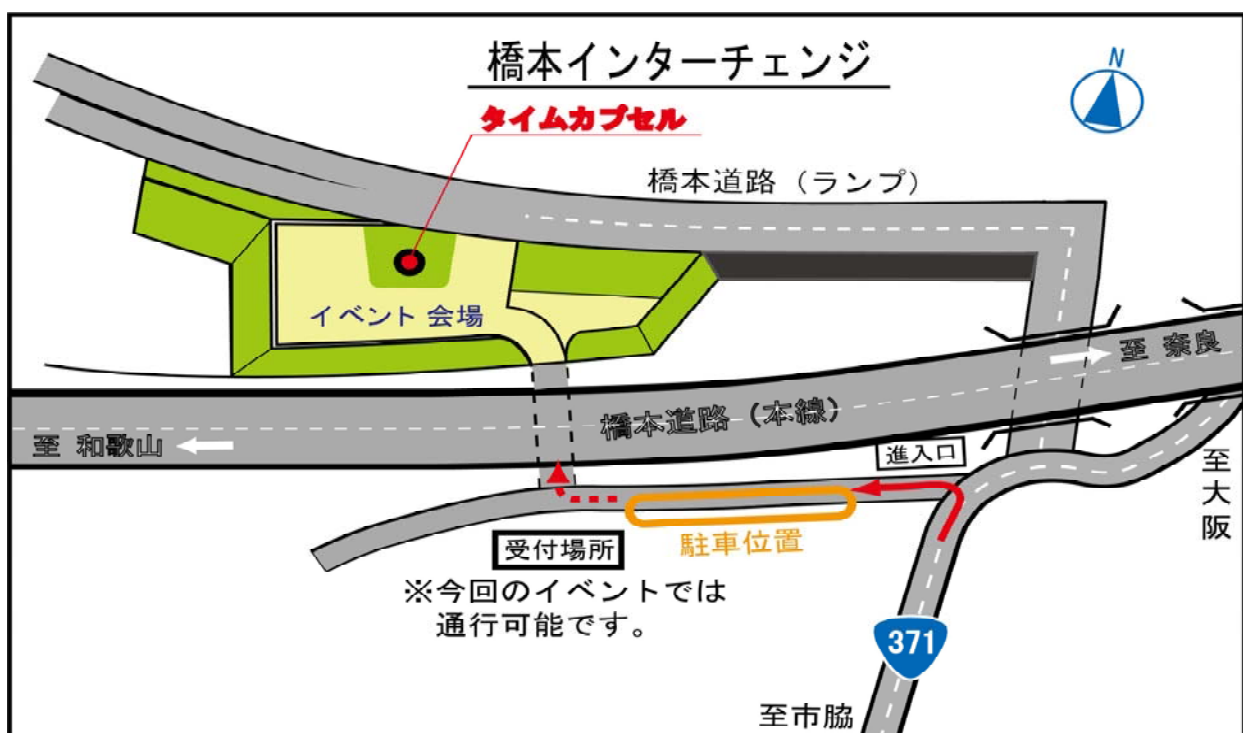 橋本インターチェンジ
N
タイムカプセル
橋本道路（ランプ）
イベント 会場
至 奈良
橋本道路（本線）
至 和歌山
進入口
至大阪
駐車位置
受付場所
※今回のイベントでは
通行可能です。
371
至市脇